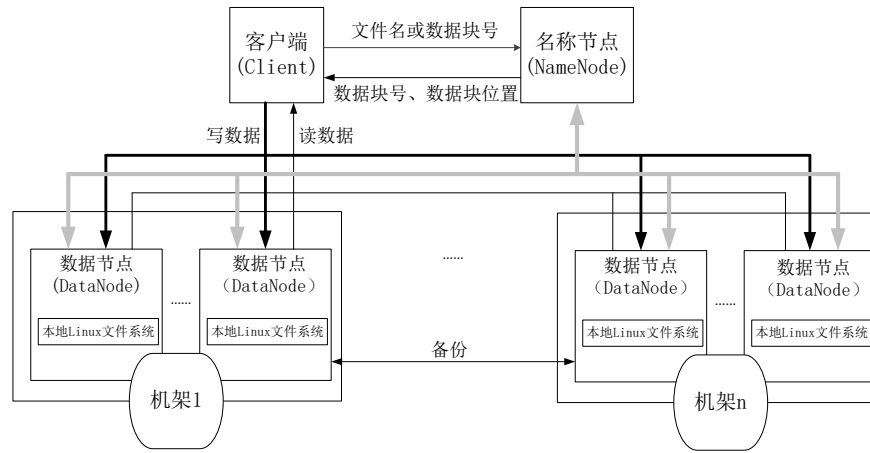 客户端
(Client)
文件名或数据块号
名称节点
(NameNode)
数据块号、数据块位置
写数据
读数据
……
数据节点
(DataNode)
……
数据节点
（DataNode）
数据节点
（DataNode）
……
数据节点
（DataNode）
本地Linux文件系统
本地Linux文件系统
本地Linux文件系统
本地Linux文件系统
备份
机架1
机架n